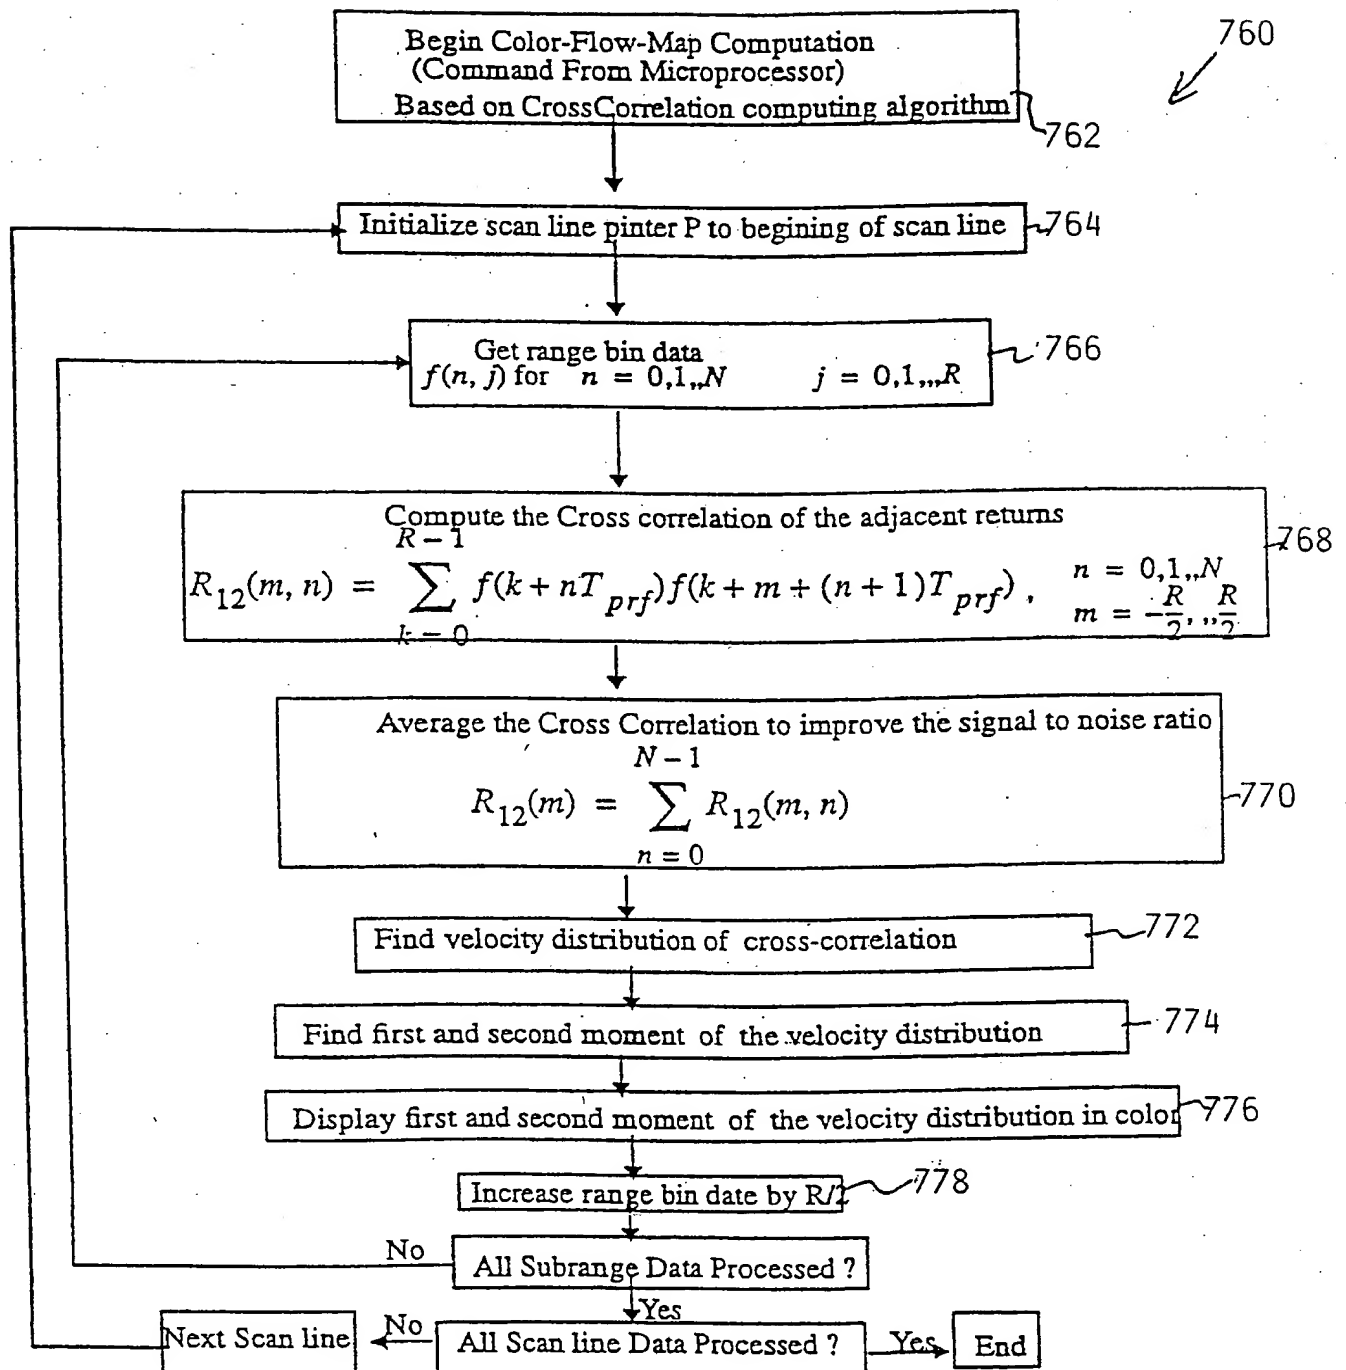 760
Begin Color-Flow-Map Computation
(Command From Microprocessor)
Based on CrossCorrelation computing algorithm
762
Initialize scan line pinter P to begining of scan line
764
Get range bin data
f(n, j) for n = 0,1,,N j = 0,1,,,R
766
Compute the Cross correlation of the adjacent returns
R₁₂(m, n) = ∑_{k=0}^{R−1} f(k + nT_prf)f(k + m + (n + 1)T_prf) , n = 0,1,,N
m = −R/2, ,,R/2
768
Average the Cross Correlation to improve the signal to noise ratio
R₁₂(m) = ∑_{n=0}^{N−1} R₁₂(m, n)
770
Find velocity distribution of cross-correlation
772
Find first and second moment of the velocity distribution
774
Display first and second moment of the velocity distribution in color
776
Increase range bin date by R/2
778
No
All Subrange Data Processed ?
Yes
Next Scan line
No
All Scan line Data Processed ?
Yes
End